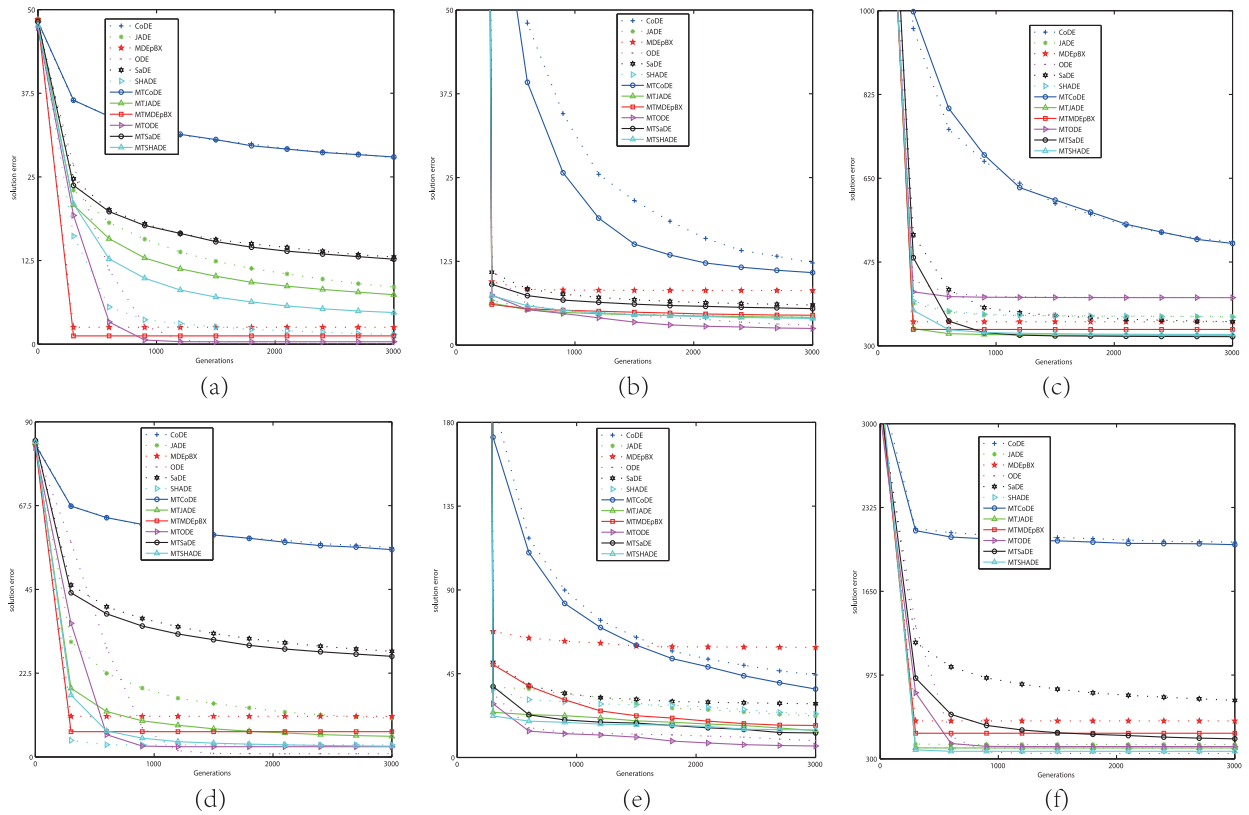 50
37.5
25
12.5
0
0
1000
2000
3000
solution error
Generations
CoDE
JADE
MDEpBX
ODE
SaDE
SHADE
MTCoDE
MTJADE
MTMDEpBX
MTODE
MTSaDE
MTSHADE
(a)
50
37.5
25
12.5
0
1000
2000
3000
solution error
Generations
CoDE
JADE
MDEpBX
ODE
SaDE
SHADE
MTCoDE
MTJADE
MTMDEpBX
MTODE
MTSaDE
MTSHADE
(b)
1000
825
650
475
300
0
1000
2000
3000
solution error
Generations
CoDE
JADE
MDEpBX
ODE
SaDE
SHADE
MTCoDE
MTJADE
MTMDEpBX
MTODE
MTSaDE
MTSHADE
(c)
90
67.5
45
22.5
0
0
1000
2000
3000
solution error
Generations
CoDE
JADE
MDEpBX
ODE
SaDE
SHADE
MTCoDE
MTJADE
MTMDEpBX
MTODE
MTSaDE
MTSHADE
(d)
180
135
90
45
0
1000
2000
3000
solution error
Generations
CoDE
JADE
MDEpBX
ODE
SaDE
SHADE
MTCoDE
MTJADE
MTMDEpBX
MTODE
MTSaDE
MTSHADE
(e)
3000
2325
1650
975
300
0
1000
2000
3000
solution error
Generations
CoDE
JADE
MDEpBX
ODE
SaDE
SHADE
MTCoDE
MTJADE
MTMDEpBX
MTODE
MTSaDE
MTSHADE
(f)